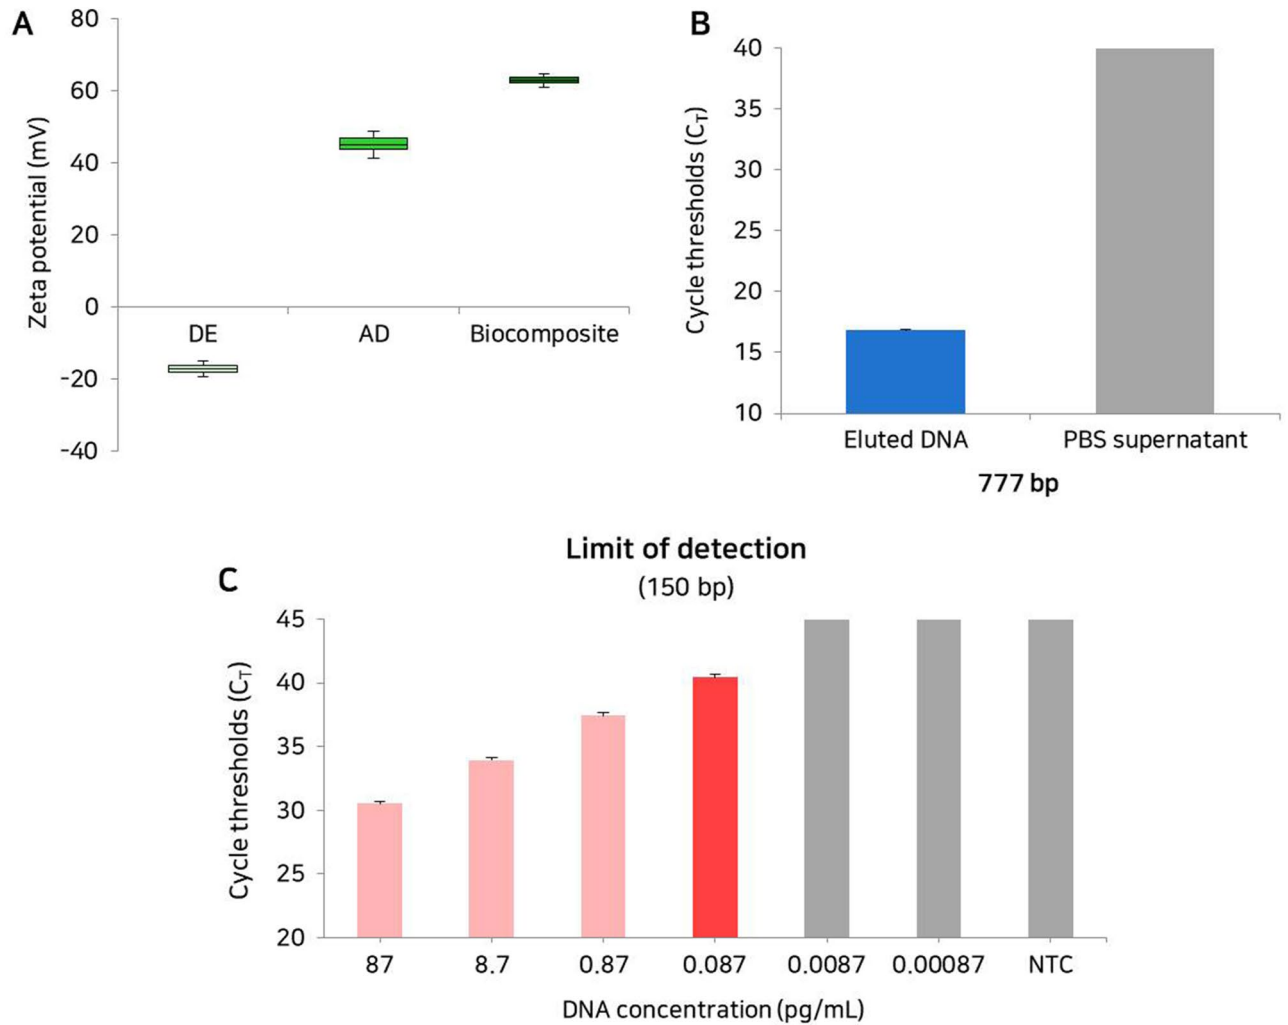 A
Zeta potential (mV)
80
60
40
20
0
-20
-40
DE AD Biocomposite
B
Cycle thresholds (CT)
40
35
30
25
20
15
10
Eluted DNA PBS supernatant
777 bp
C
Limit of detection
(150 bp)
Cycle thresholds (CT)
45
40
35
30
25
20
87 8.7 0.87 0.087 0.0087 0.00087 NTC
DNA concentration (pg/mL)